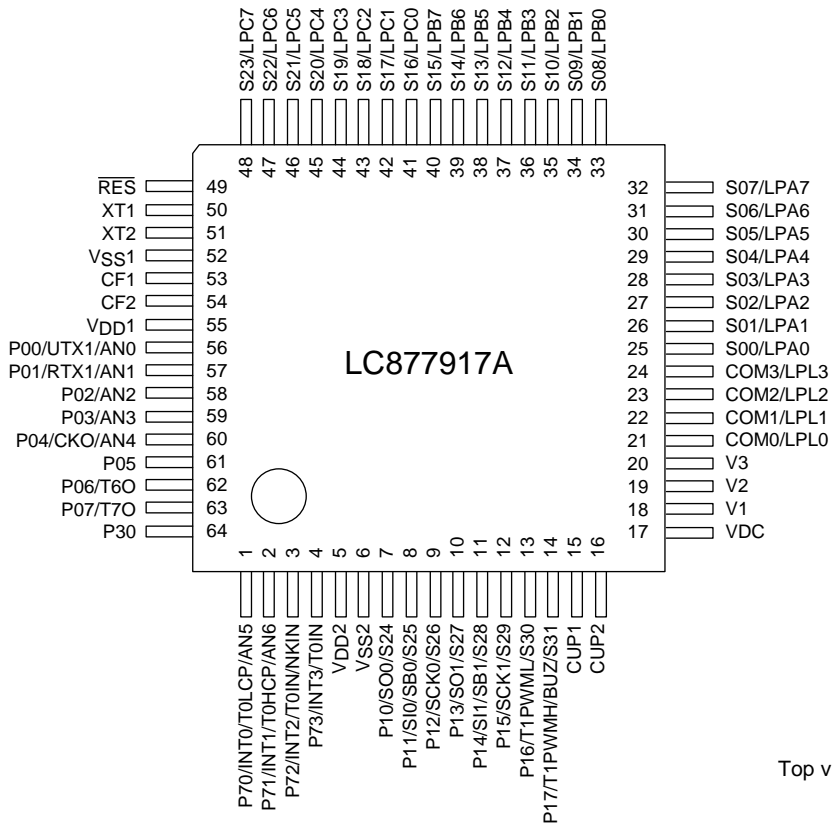 S23/LPC7
S22/LPC6
S21/LPC5
S20/LPC4
S19/LPC3
S18/LPC2
S17/LPC1
S16/LPC0
S15/LPB7
S14/LPB6
S13/LPB5
S12/LPB4
S11/LPB3
S10/LPB2
S09/LPB1
S08/LPB0
48
47
46
45
44
43
42
41
40
39
38
37
36
35
34
33
RES 49
XT1 50
XT2 51
VSS1 52
CF1 53
CF2 54
VDD1 55
P00/UTX1/AN0 56
P01/RTX1/AN1 57
P02/AN2 58
P03/AN3 59
P04/CKO/AN4 60
P05 61
P06/T6O 62
P07/T7O 63
P30 64
LC877917A
32 S07/LPA7
31 S06/LPA6
30 S05/LPA5
29 S04/LPA4
28 S03/LPA3
27 S02/LPA2
26 S01/LPA1
25 S00/LPA0
24 COM3/LPL3
23 COM2/LPL2
22 COM1/LPL1
21 COM0/LPL0
20 V3
19 V2
18 V1
17 VDC
1
2
3
4
5
6
7
8
9
10
11
12
13
14
15
16
P70/INT0/T0LCP/AN5
P71/INT1/T0HCP/AN6
P72/INT2/T0IN/NKIN
P73/INT3/T0IN
VDD2
VSS2
P10/SO0/S24
P11/SI0/SB0/S25
P12/SCK0/S26
P13/SO1/S27
P14/SI1/SB1/S28
P15/SCK1/S29
P16/T1PWML/S30
P17/T1PWMH/BUZ/S31
CUP1
CUP2
Top v